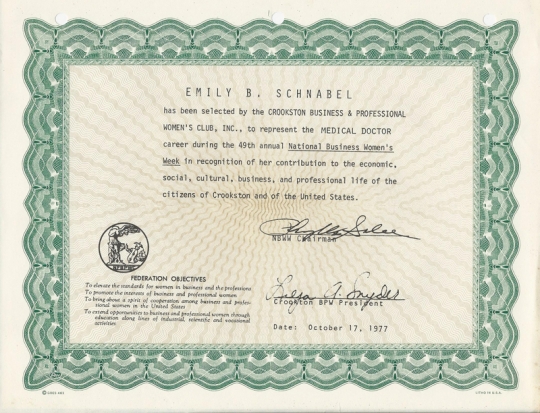 EMILY B. SCHNABEL
has been selected by the CROOKSTON BUSINESS & PROFESSIONAL
WOMEN'S CLUB, INC., to represent the MEDICAL DOCTOR
career during the 49th annual National Business Women's
Week in recognition of her contribution to the economic,
social, cultural, business, and professional life of the
citizens of Crookston and of the United States.
NBWW Chairman
FEDERATION OBJECTIVES
To elevate the standards for women in business and the professions
To promote the interests of business and professional women
To bring about a spirit of cooperation among business and profes-
sional women in the United States
To extend opportunities to business and professional women through
education along lines of industrial, scientific and vocational
activities
A. Snyder
Crookston BPW President
Date: October 17, 1977
LITHO IN U.S.A.